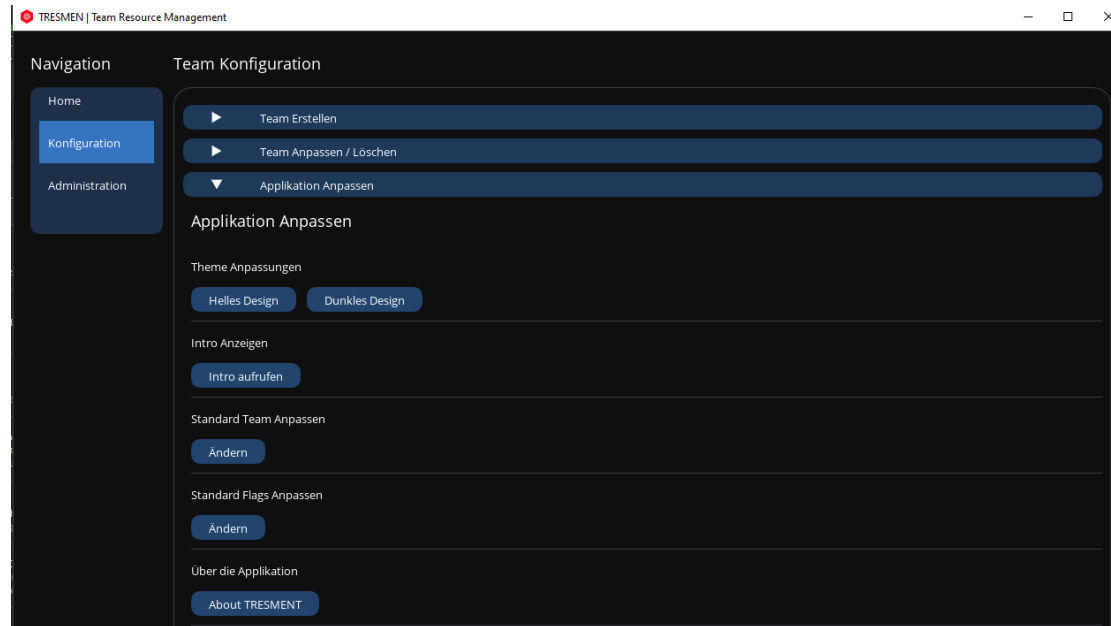 TRESMEN | Team Resource Management
Navigation
Home
Konfiguration
Administration
Team Konfiguration
Team Erstellen
Team Anpassen / Löschen
Applikation Anpassen
Applikation Anpassen
Theme Anpassungen
Helles Design
Dunkles Design
Intro Anzeigen
Intro aufrufen
Standard Team Anpassen
Ändern
Standard Flags Anpassen
Ändern
Über die Applikation
About TRESMENT